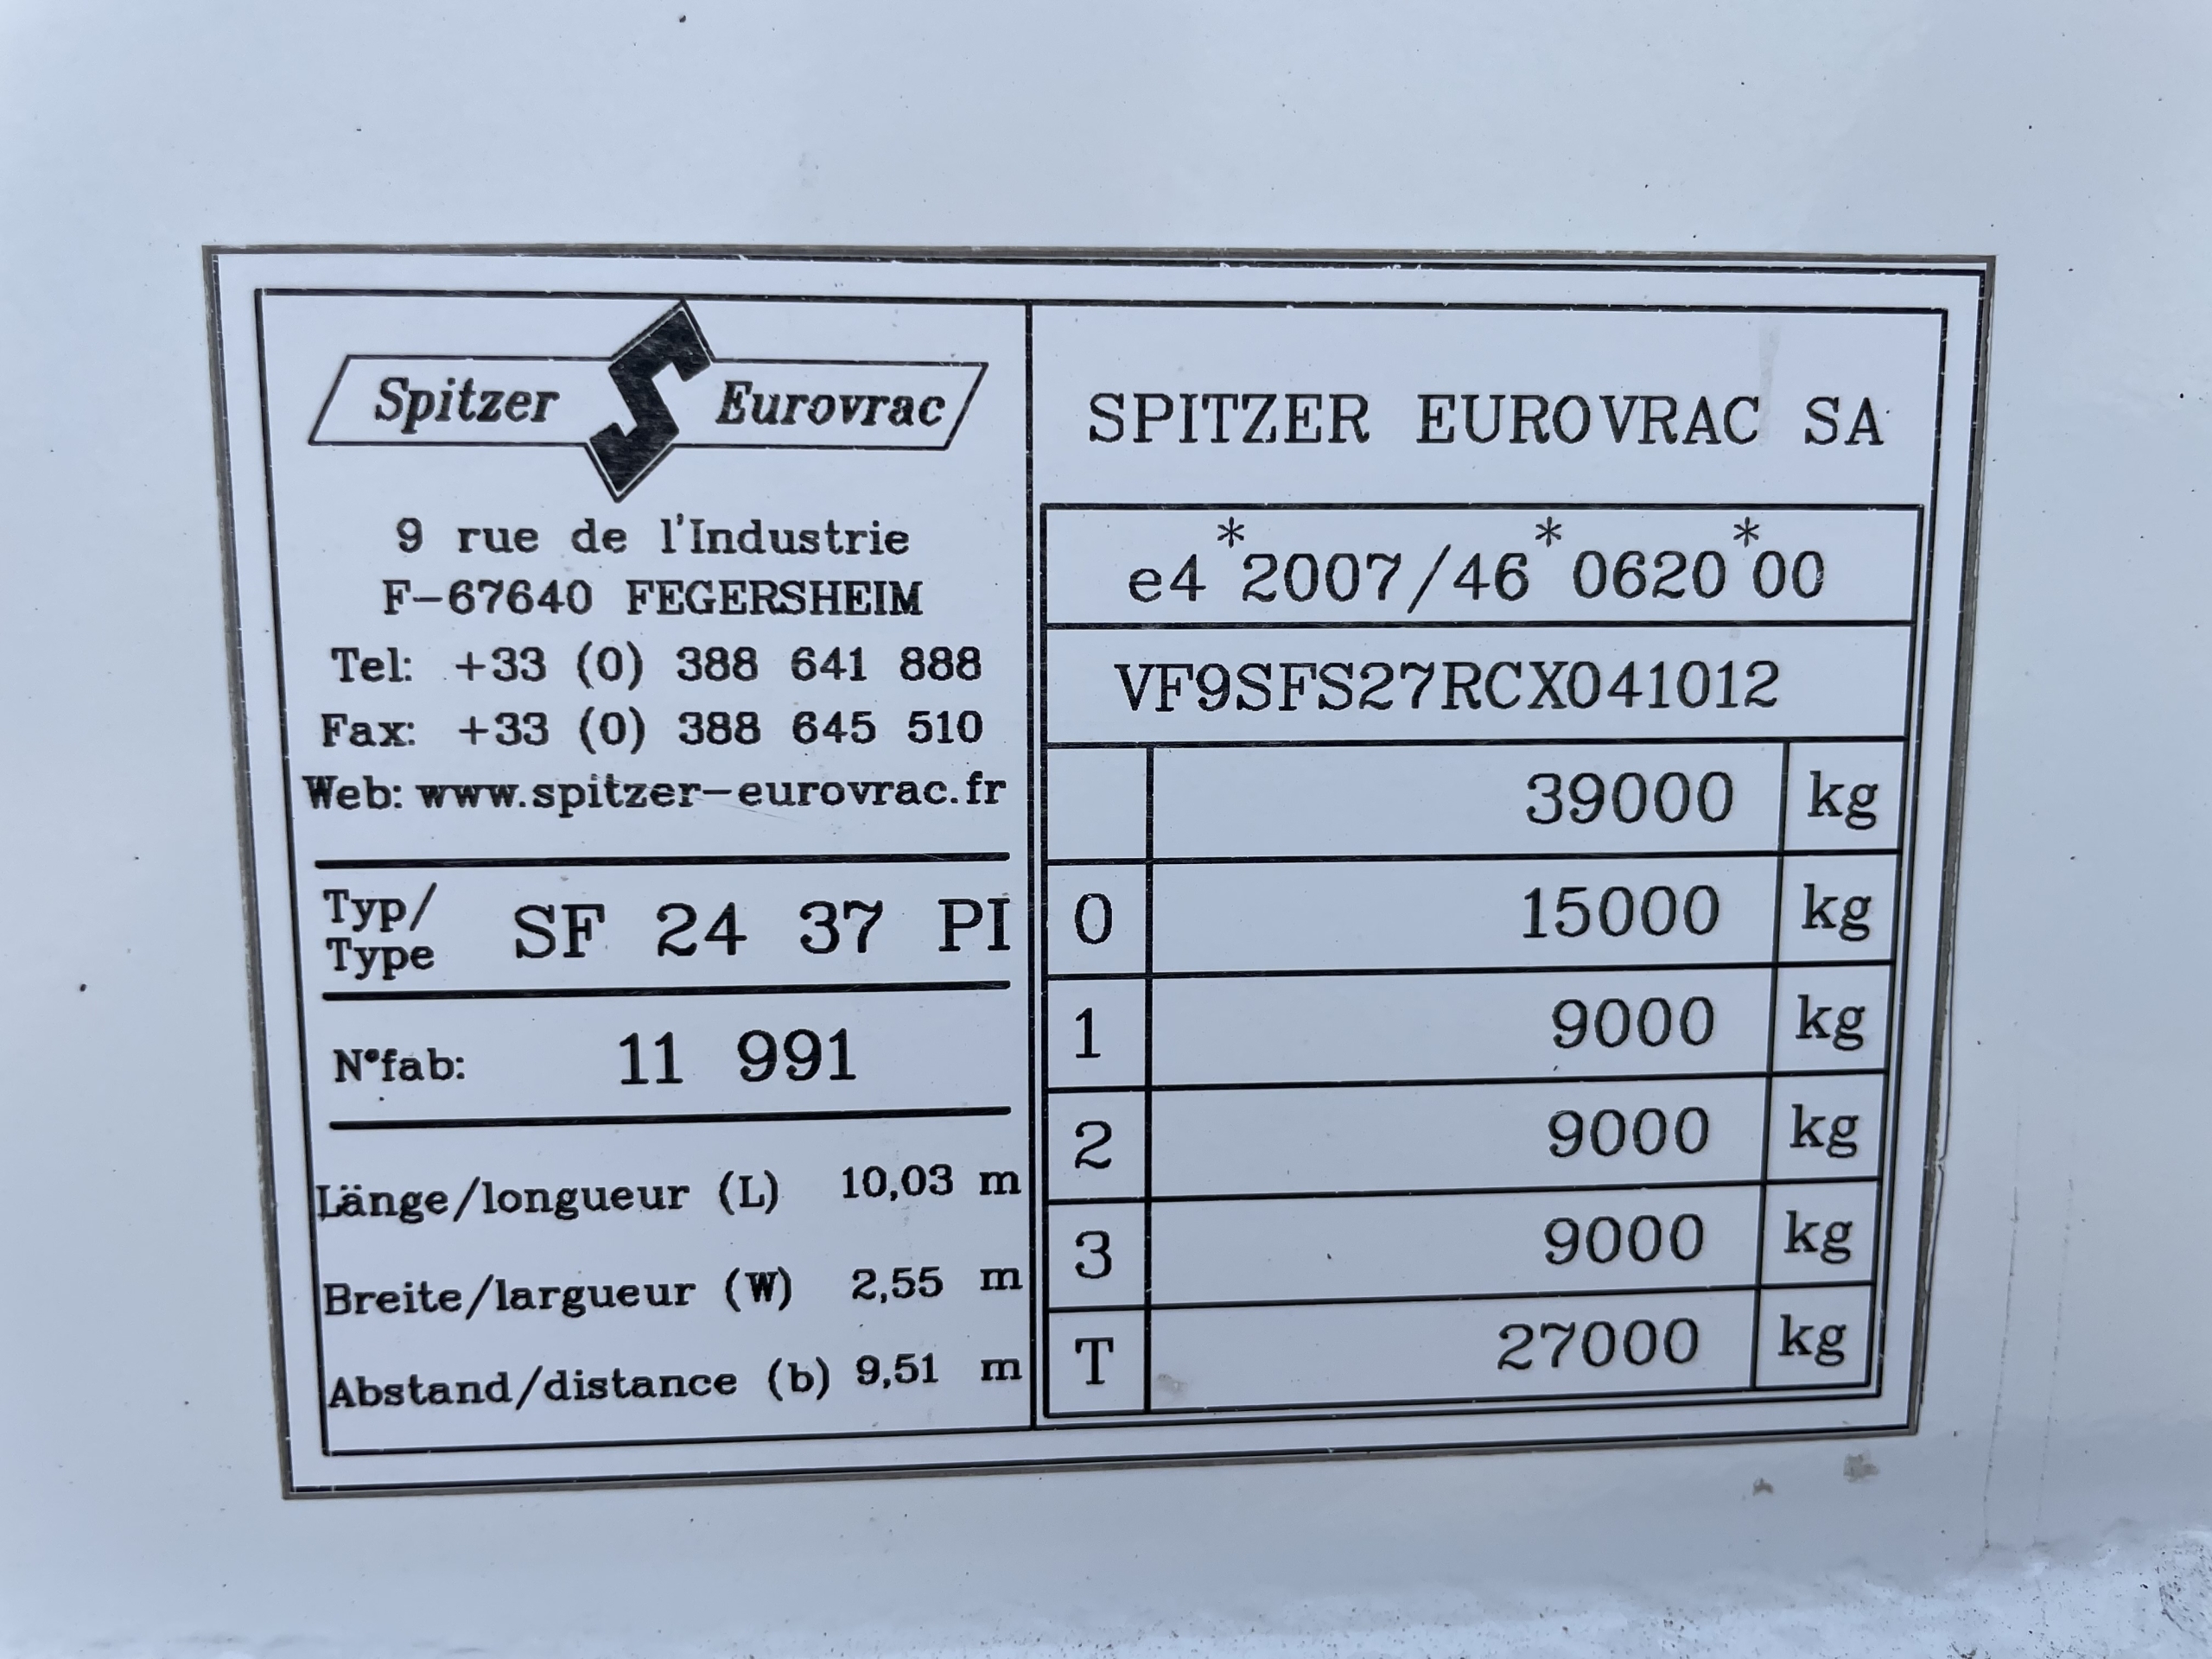 Spitzer S Eurovrac
9 rue de l'Industrie
F-67640 FEGERSHEIM
Tel: +33 (0) 388 641 888
Fax: +33 (0) 388 645 510
Web: www.spitzer-eurovrac.fr
Typ/
Type SF 24 37 PI
N°fab: 11 991
Länge/longueur (L) 10,03 m
Breite/largueur (W) 2,55 m
Abstand/distance (b) 9,51 m
SPITZER EUROVRAC SA
e4*2007/46*0620*00
VF9SFS27RCX041012
39000 kg
0 15000 kg
1 9000 kg
2 9000 kg
3 9000 kg
T 27000 kg